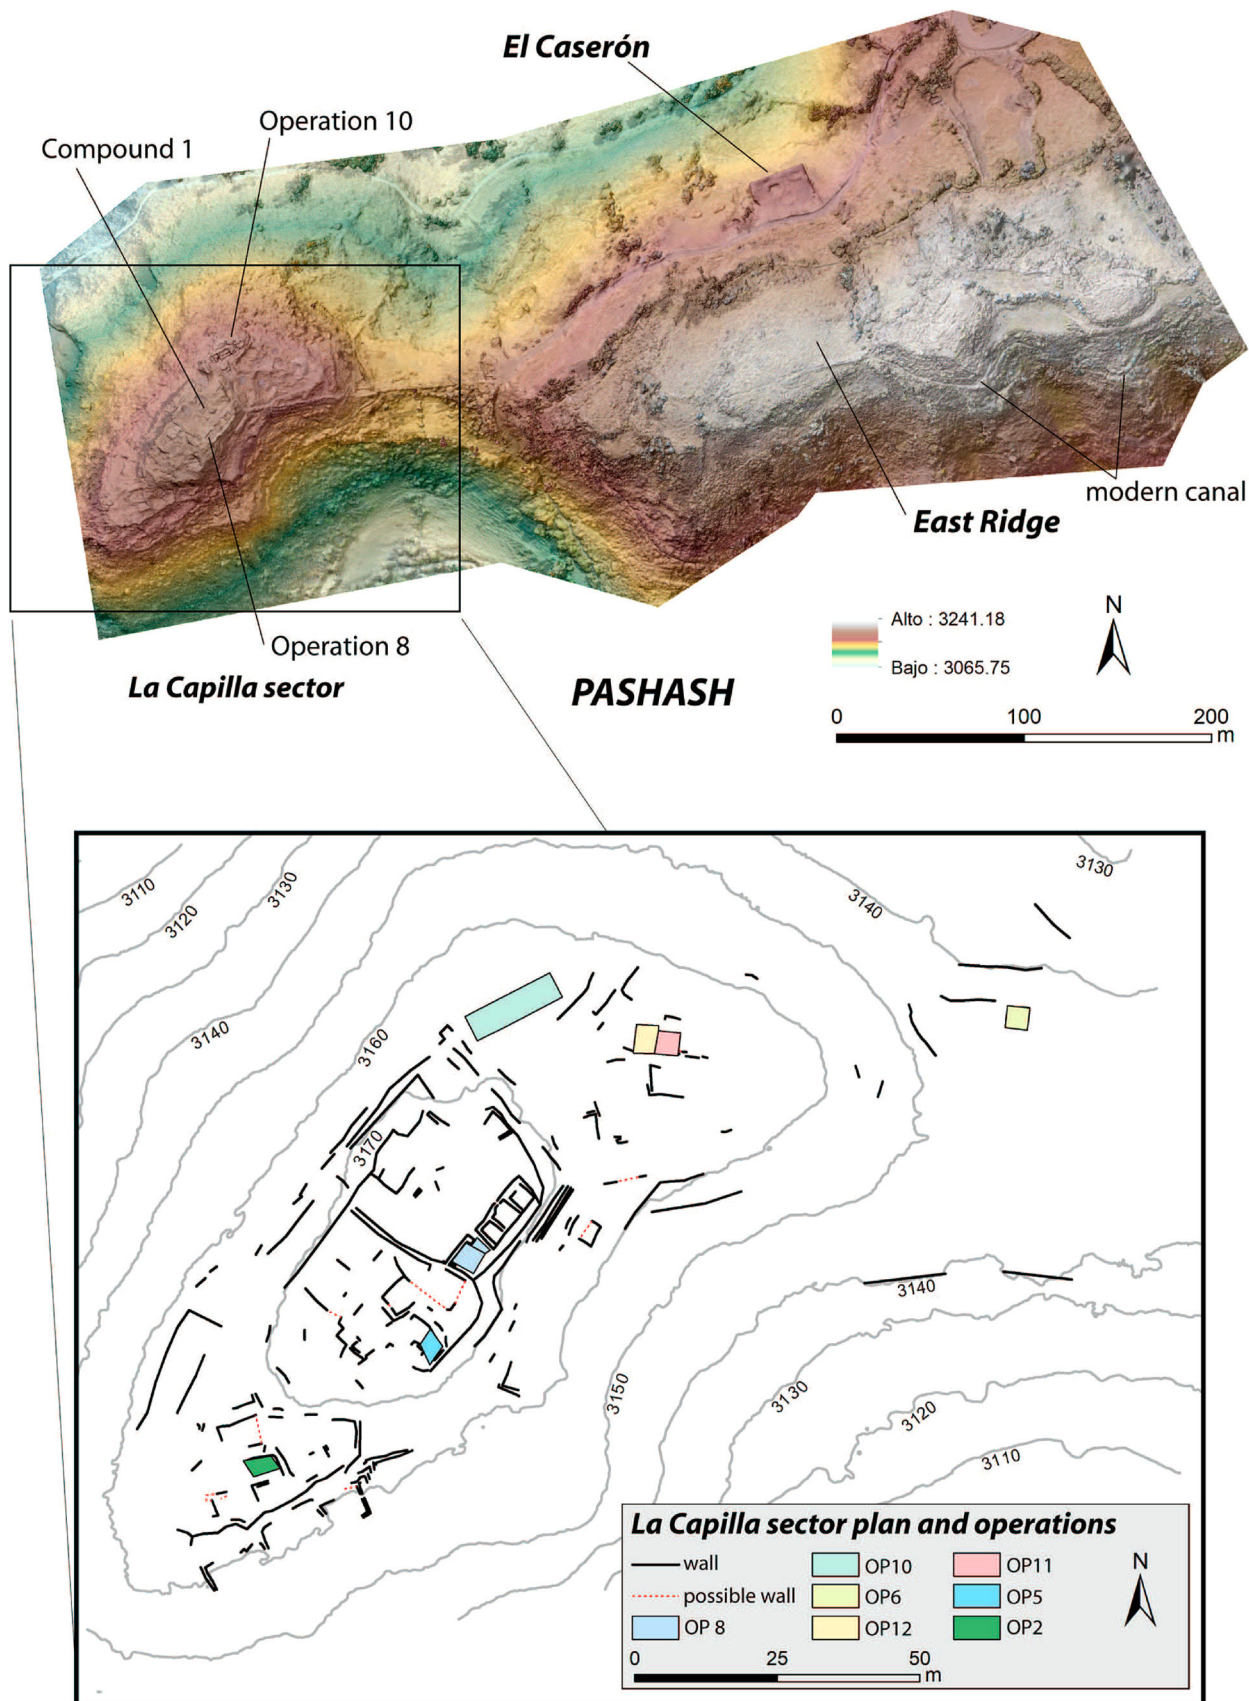 El Caserón
Operation 10
Compound 1
modern canal
East Ridge
Operation 8
La Capilla sector
PASHASH
Alto : 3241.18
Bajo : 3065.75
N
0 100 200
m
3110
3120
3130
3140
3130
3140
3160
3170
3140
3150
3130
3120
3110
La Capilla sector plan and operations
wall
possible wall
OP 8
OP10
OP6
OP12
OP11
OP5
OP2
N
0 25 50
m